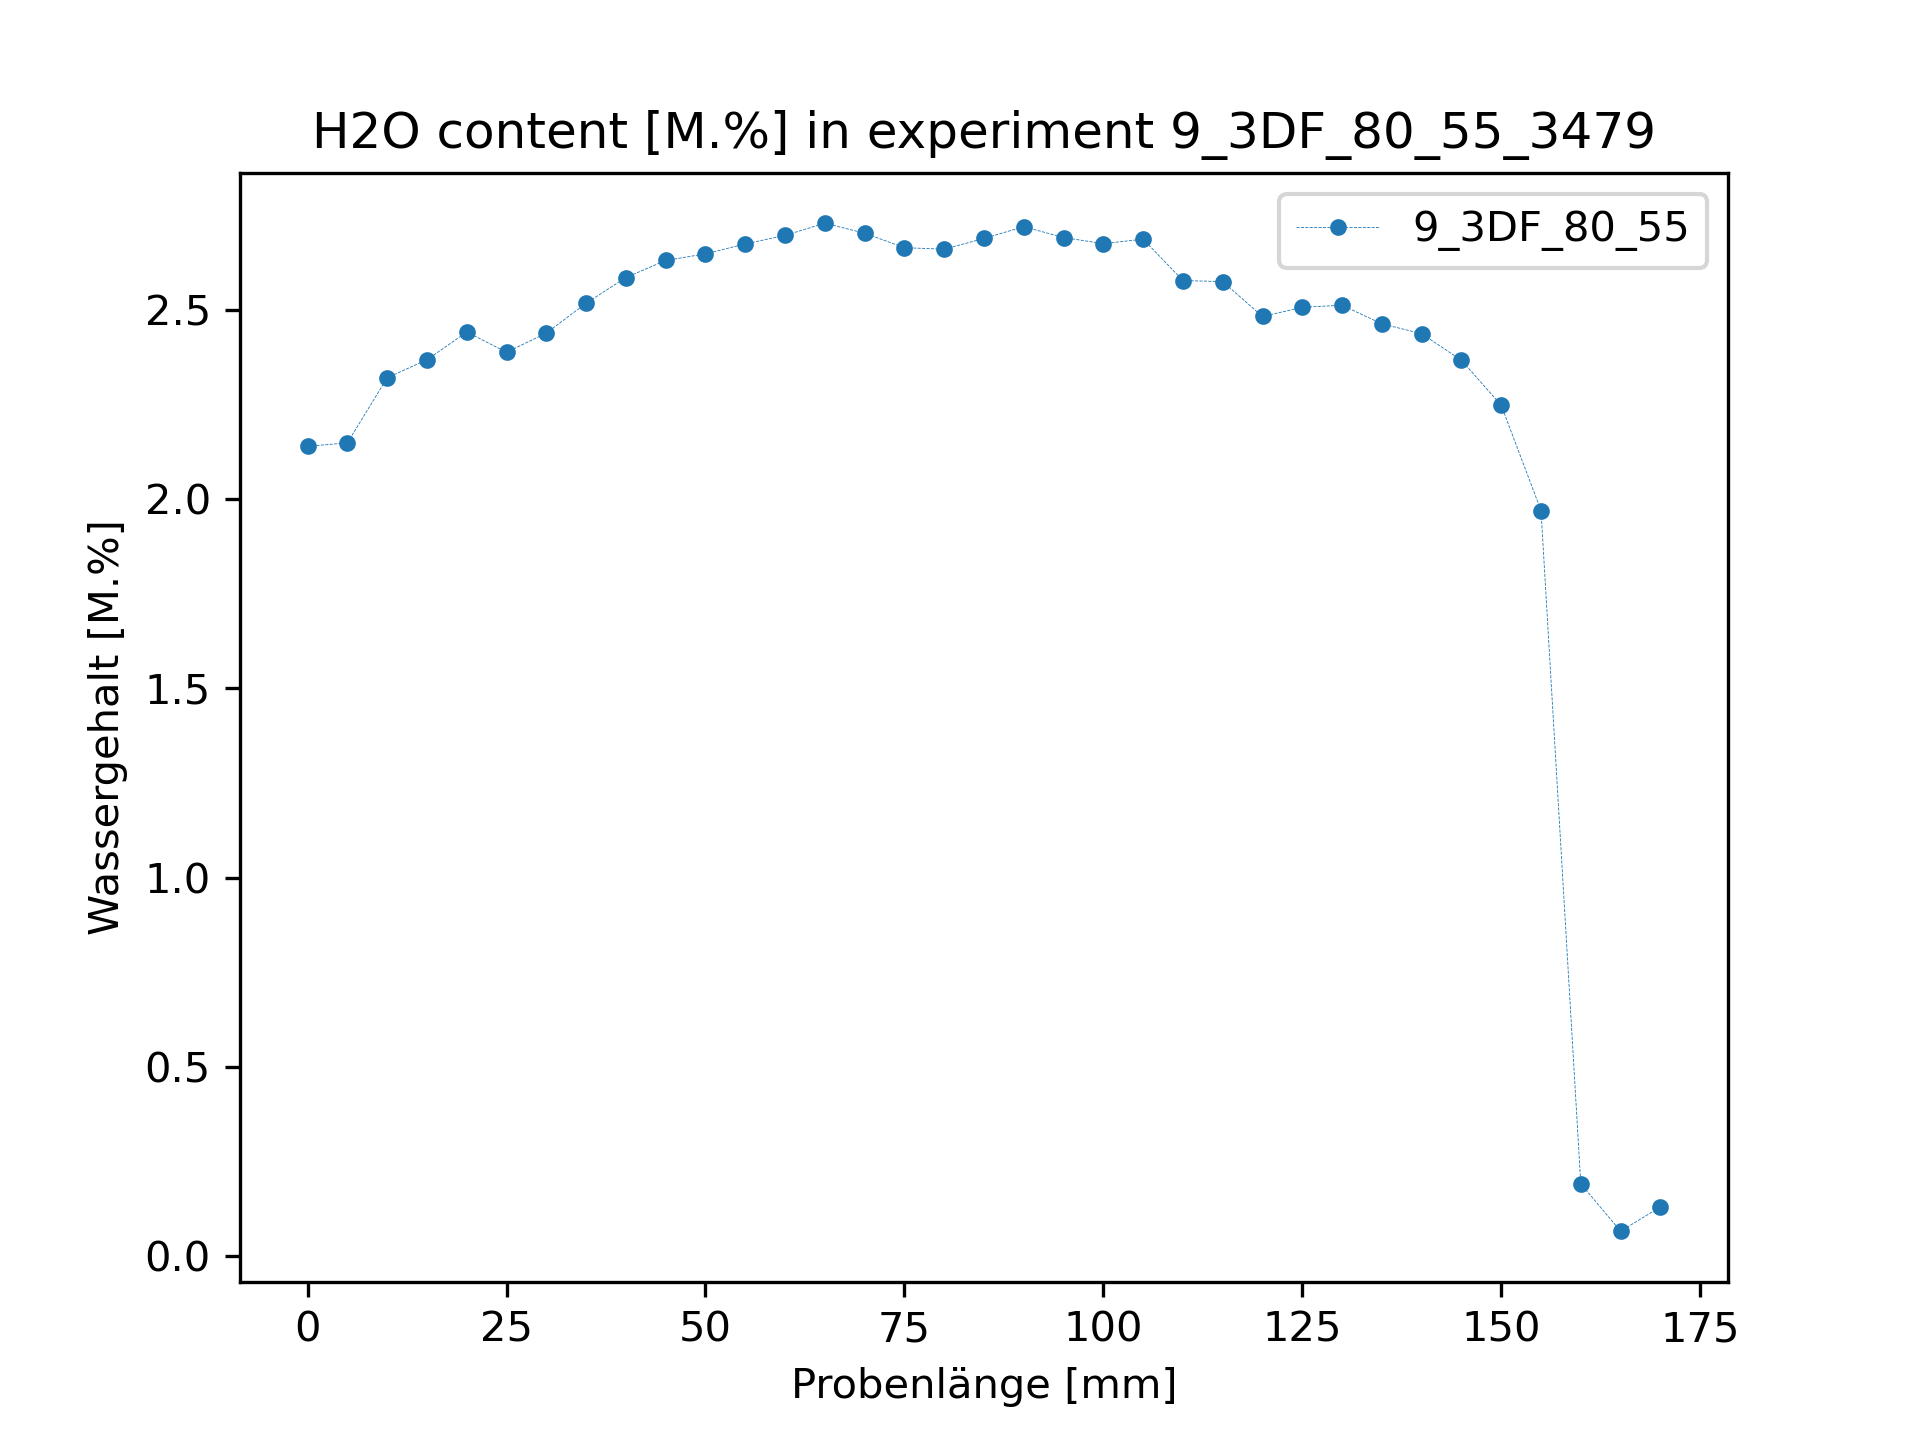 H2O content [M.%] in experiment 9_3DF_80_55_3479
9_3DF_80_55
Wassergehalt [M.%]
2.5
2.0
1.5
1.0
0.5
0.0
0 25 50 75 100 125 150 175
Probenlänge [mm]